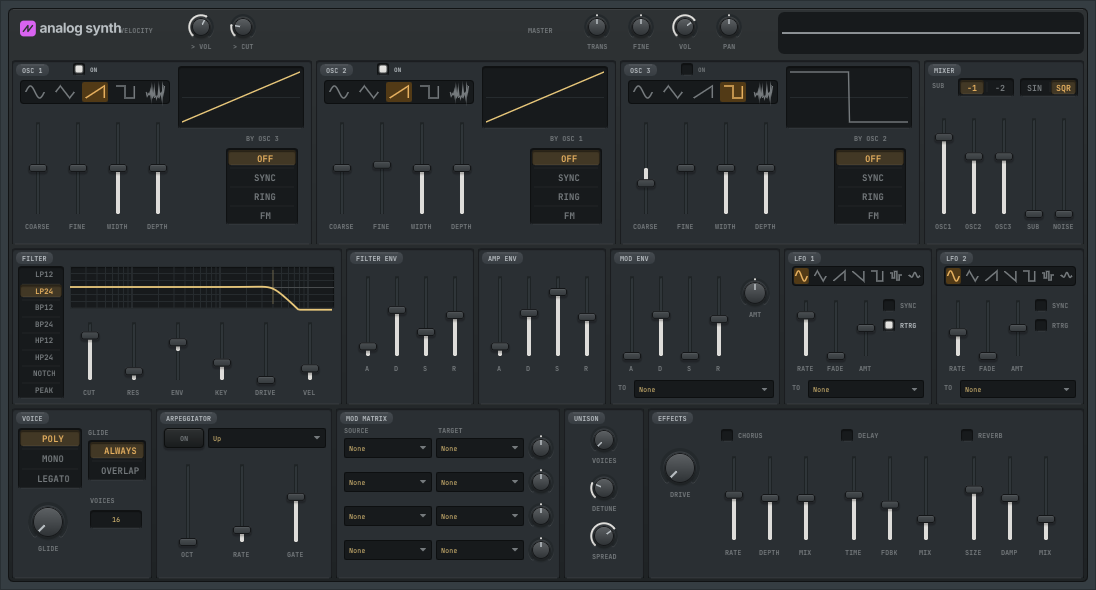 analog synth
VELOCITY
> VOL
> CUT
MASTER
TRANS
FINE
VOL
PAN
OSC 1
ON
BY OSC 3
OFF
SYNC
RING
FM
COARSE
FINE
WIDTH
DEPTH
OSC 2
ON
BY OSC 1
OFF
SYNC
RING
FM
COARSE
FINE
WIDTH
DEPTH
OSC 3
ON
BY OSC 2
OFF
SYNC
RING
FM
COARSE
FINE
WIDTH
DEPTH
MIXER
SUB
-1
-2
SIN
SQR
OSC1
OSC2
OSC3
SUB
NOISE
FILTER
LP12
LP24
BP12
BP24
HP12
HP24
NOTCH
PEAK
CUT
RES
ENV
KEY
DRIVE
VEL
FILTER ENV
A
D
S
R
AMP ENV
A
D
S
R
MOD ENV
AMT
A
D
S
R
TO
None
LFO 1
SYNC
RTRG
RATE
FADE
AMT
TO
None
LFO 2
SYNC
RTRG
RATE
FADE
AMT
TO
None
VOICE
POLY
MONO
LEGATO
GLIDE
ALWAYS
OVERLAP
VOICES
16
GLIDE
ARPEGGIATOR
ON
Up
OCT
RATE
GATE
MOD MATRIX
SOURCE
TARGET
None
None
None
None
None
None
None
None
UNISON
VOICES
DETUNE
SPREAD
EFFECTS
DRIVE
CHORUS
RATE
DEPTH
MIX
DELAY
TIME
FDBK
MIX
REVERB
SIZE
DAMP
MIX